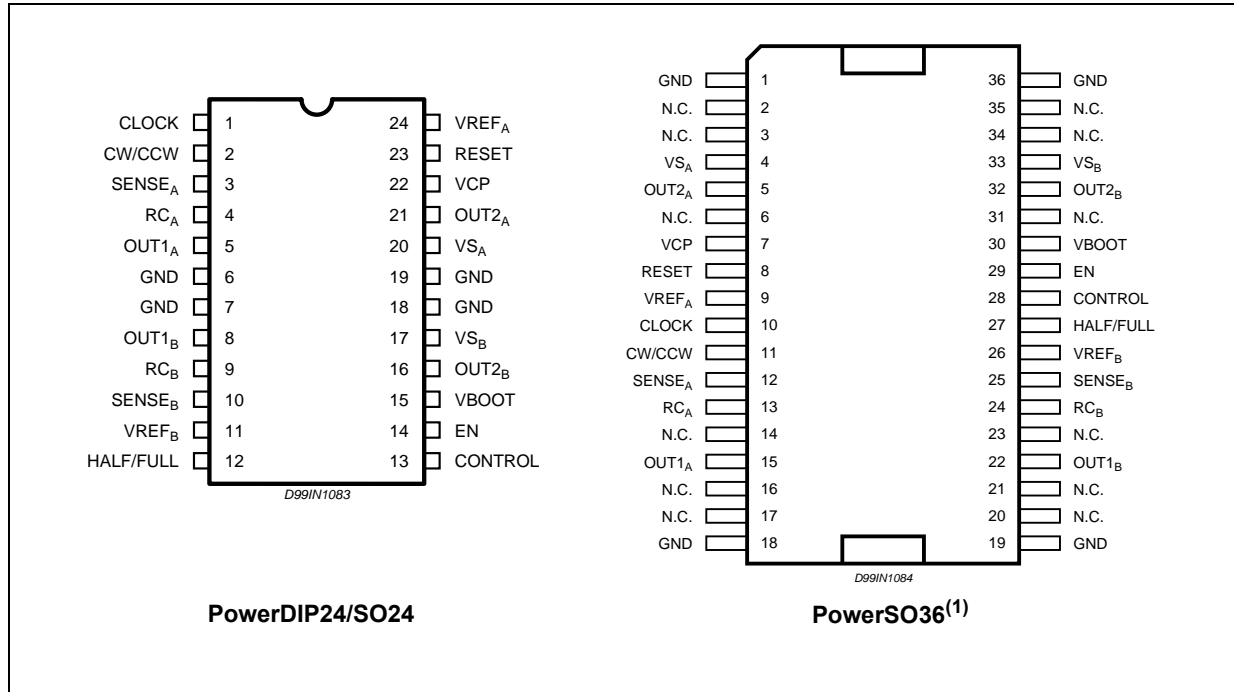 CLOCK 1 24 VREFA
CW/CCW 2 23 RESET
SENSEA 3 22 VCP
RCA 4 21 OUT2A
OUT1A 5 20 VSA
GND 6 19 GND
GND 7 18 GND
OUT1B 8 17 VSB
RCB 9 16 OUT2B
SENSEB 10 15 VBOOT
VREFB 11 14 EN
HALF/FULL 12 13 CONTROL
D99IN1083
PowerDIP24/SO24
GND 1 36 GND
N.C. 2 35 N.C.
N.C. 3 34 N.C.
VSA 4 33 VSB
OUT2A 5 32 OUT2B
N.C. 6 31 N.C.
VCP 7 30 VBOOT
RESET 8 29 EN
VREFA 9 28 CONTROL
CLOCK 10 27 HALF/FULL
CW/CCW 11 26 VREFB
SENSEA 12 25 SENSEB
RCA 13 24 RCB
N.C. 14 23 N.C.
OUT1A 15 22 OUT1B
N.C. 16 21 N.C.
N.C. 17 20 N.C.
GND 18 19 GND
D99IN1084
PowerSO36(1)